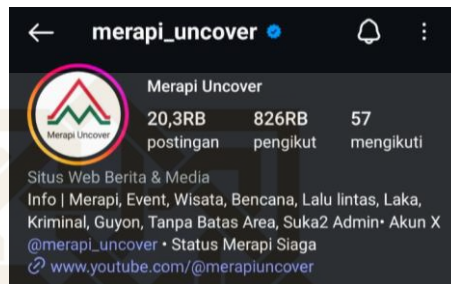 merapi_uncover
Merapi Uncover
Merapi Uncover
20,3RB 826RB 57
postingan pengikut mengikuti
Situs Web Berita & Media
Info | Merapi, Event, Wisata, Bencana, Lalu lintas, Laka,
Kriminal, Guyon, Tanpa Batas Area, Suka2 Admin• Akun X
@merapi_uncover • Status Merapi Siaga
www.youtube.com/@merapiuncover